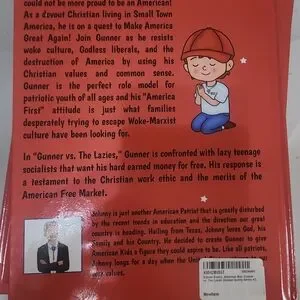 could not be more proud to be an American!
As a devout Christian living in Small Town
America, he is on a quest to Make America
Great Again! Join Gunner as he resists
woke culture, Godless liberals, and the
destruction of America by using his
Christian values and common sense.
Gunner is the perfect role model for
patriotic youth of all ages and his "America
First" attitude is just what families
desperately trying to escape Woke-Marxist
culture have been looking for.
In "Gunner vs. The Lazies," Gunner is
confronted with lazy teenage
socialists that want his hard earned money for free. His response is
a testament to the Christian work ethic and the merits of the
American Free Market.
Johnny is just another American Patriot that is greatly disturbed
by the recent trends in education and the direction our great
country is heading. Hailing from Texas, Johnny loves God, his
Family and his Country. He decided to create Gunner to give
American Kids a figure they could aspire to be. Like all patriots,
Johnny longs for a day when the